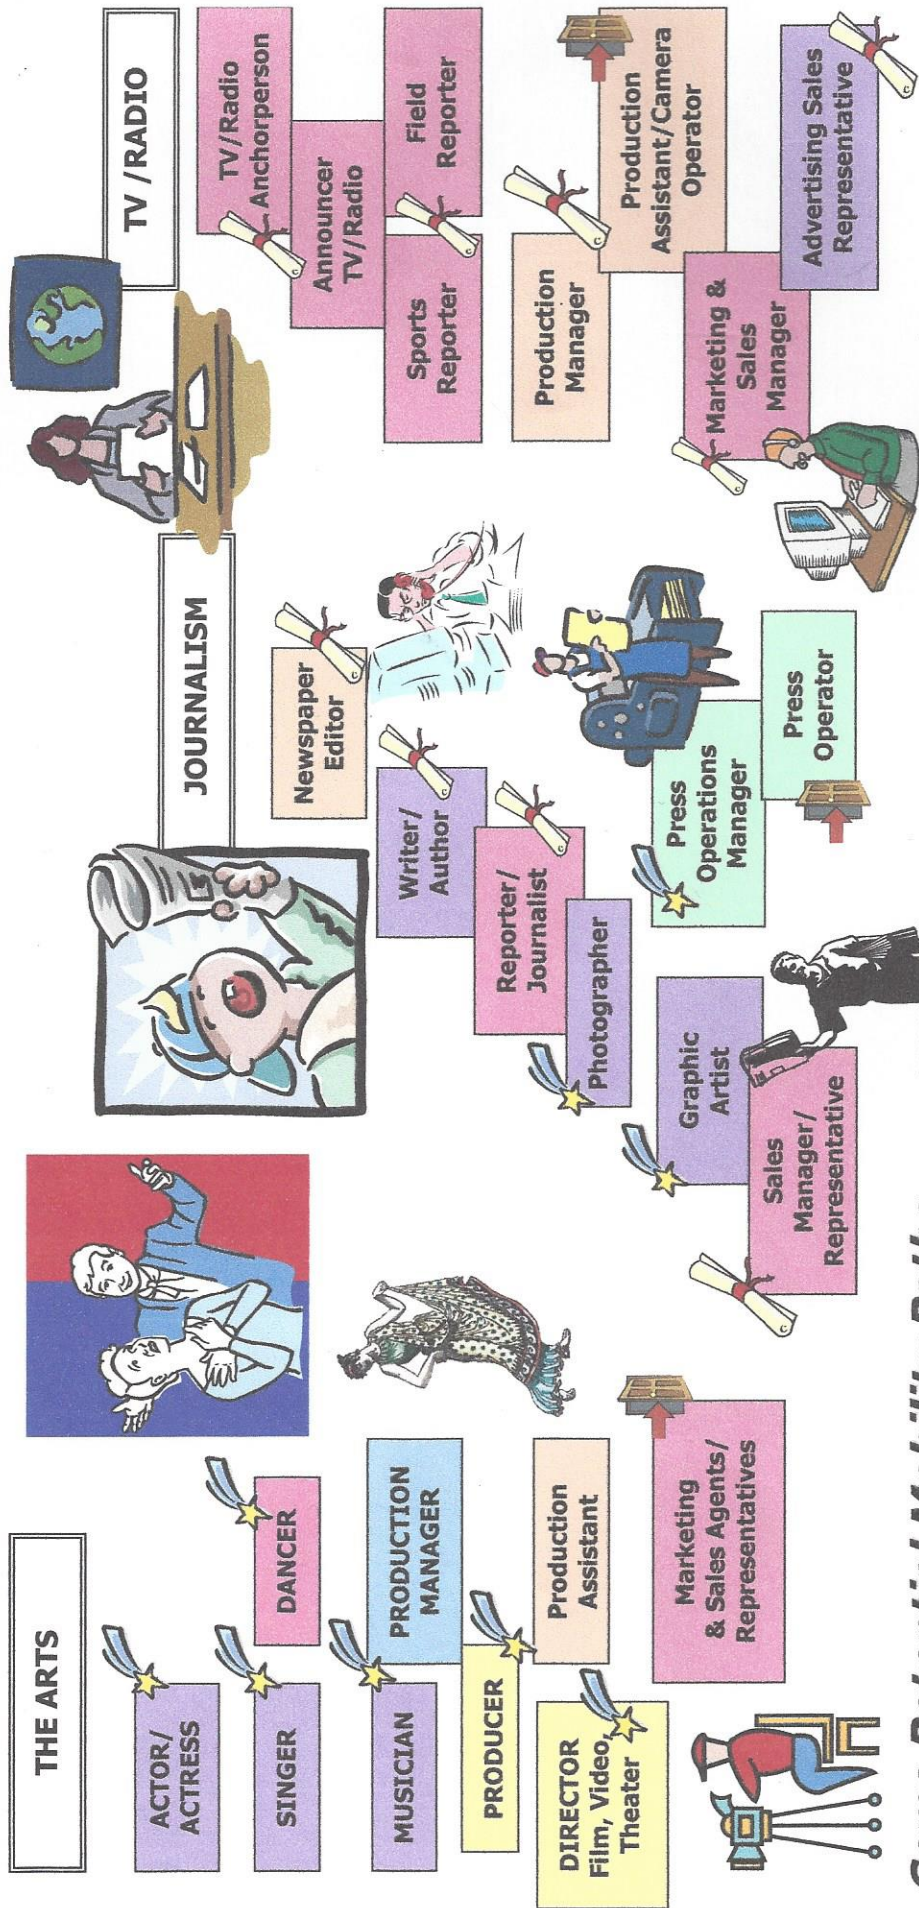 THE ARTS
ACTOR/
ACTRESS
SINGER
DANCER
MUSICIAN
PRODUCTION
MANAGER
PRODUCER
Production
Assistant
DIRECTOR
Film, Video,
Theater
Marketing
& Sales Agents/
Representatives
JOURNALISM
Newspaper
Editor
Writer/
Author
Reporter/
Journalist
Photographer
Press
Operations
Manager
Press
Operator
Graphic
Artist
Sales
Manager/
Representative
TV /RADIO
TV/Radio
Anchorperson
Announcer
TV/Radio
Sports
Reporter
Field
Reporter
Production
Manager
Production
Assistant/Camera
Operator
Marketing &
Sales
Manager
Advertising Sales
Representative